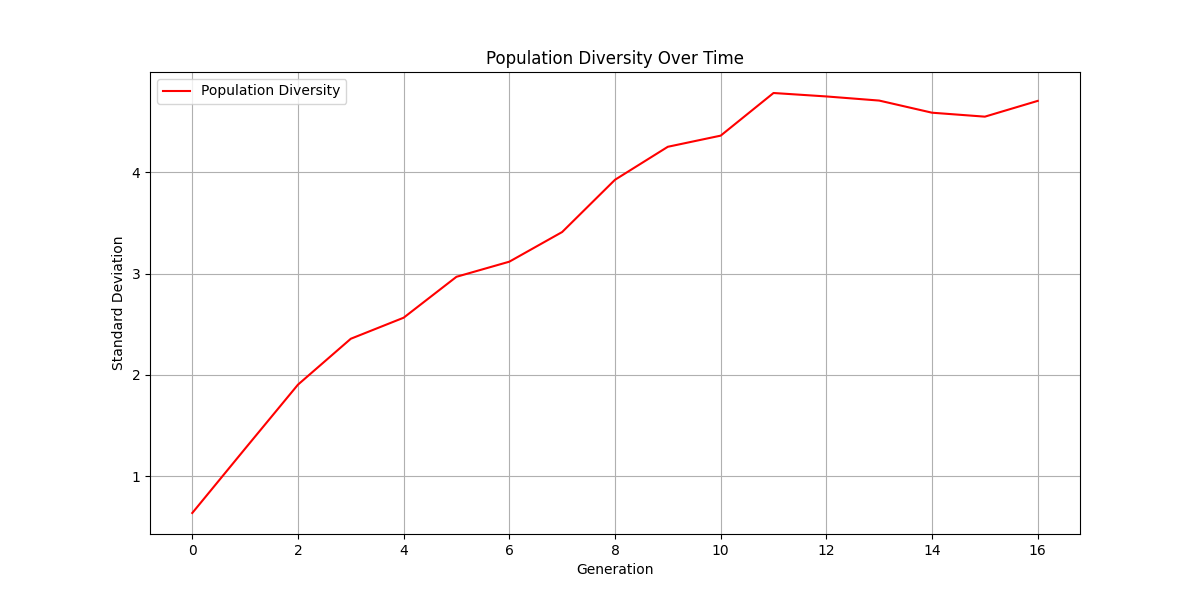 Population Diversity Over Time
Population Diversity
Standard Deviation
4
3
2
1
0 2 4 6 8 10 12 14 16
Generation